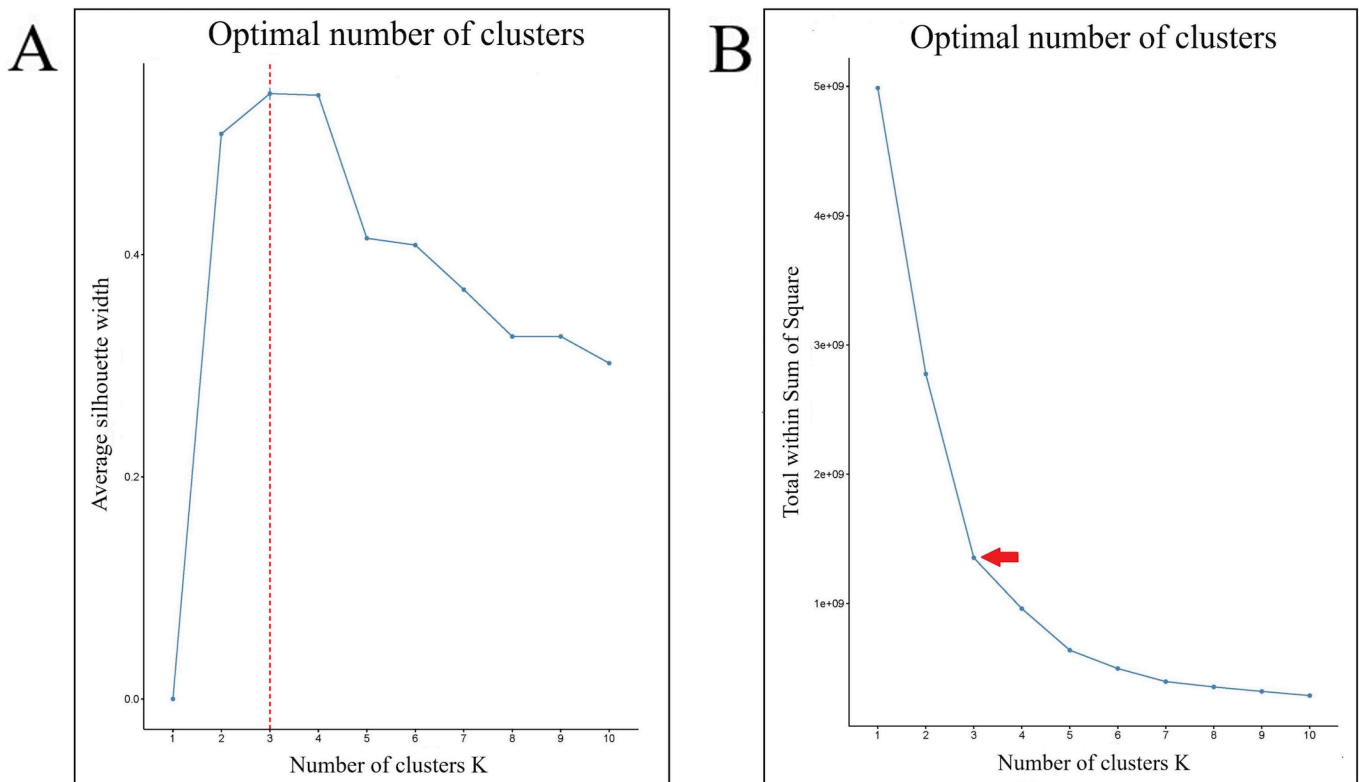 A
Optimal number of clusters
Average silhouette width
0.4
0.2
0.0
1 2 3 4 5 6 7 8 9 10
Number of clusters K
B
Optimal number of clusters
Total within Sum of Square
5e+09
4e+09
3e+09
2e+09
1e+09
1 2 3 4 5 6 7 8 9 10
Number of clusters K